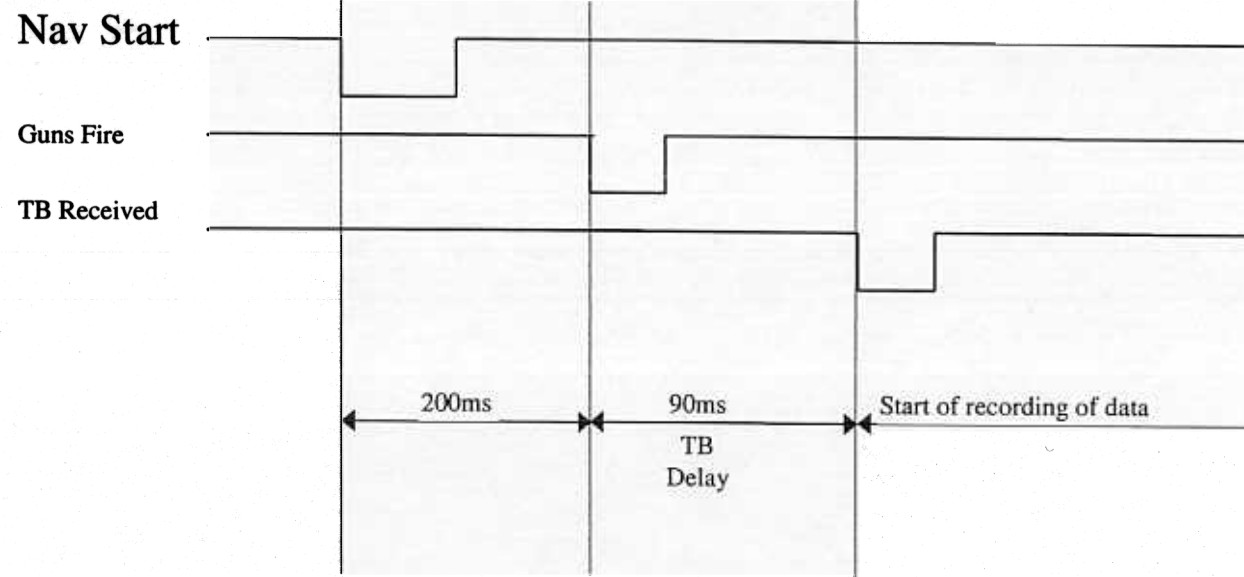 Nav Start
Guns Fire
TB Received
200ms
90ms
Start of recording of data
TB
Delay